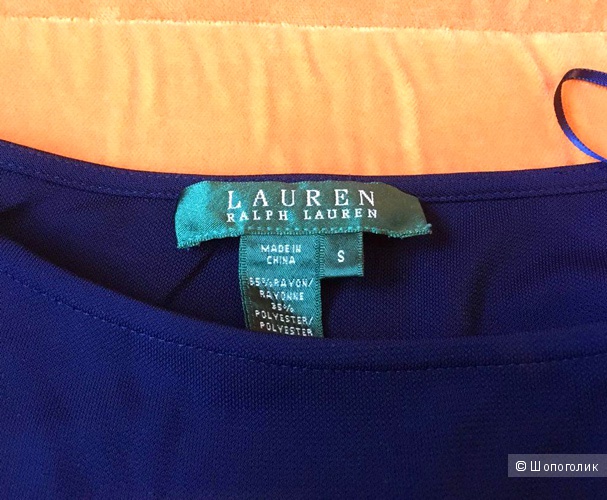 LAUREN
RALPH LAUREN
MADE IN
CHINA
S
65% RAYON/
RAYONNE
35%
POLYESTER/
POLYESTER
© Шопоголик